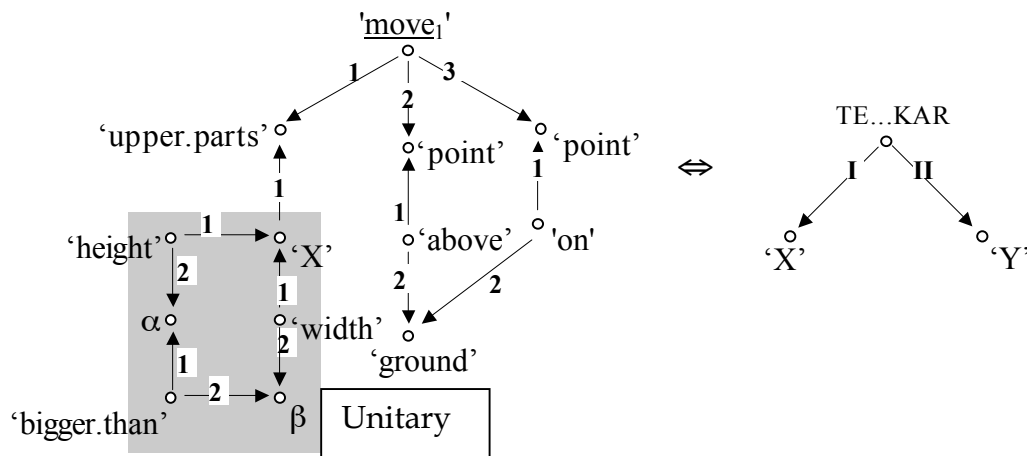 'move₁'
1
2
3
TE...KAR
‘upper.parts’
‘point’
‘point’
⇔
I
II
1
1
1
1
‘height’
‘X’
‘above’
'on'
‘X’
‘Y’
2
1
2
2
α
‘width’
1
2
‘ground’
2
‘bigger.than’
β
Unitary